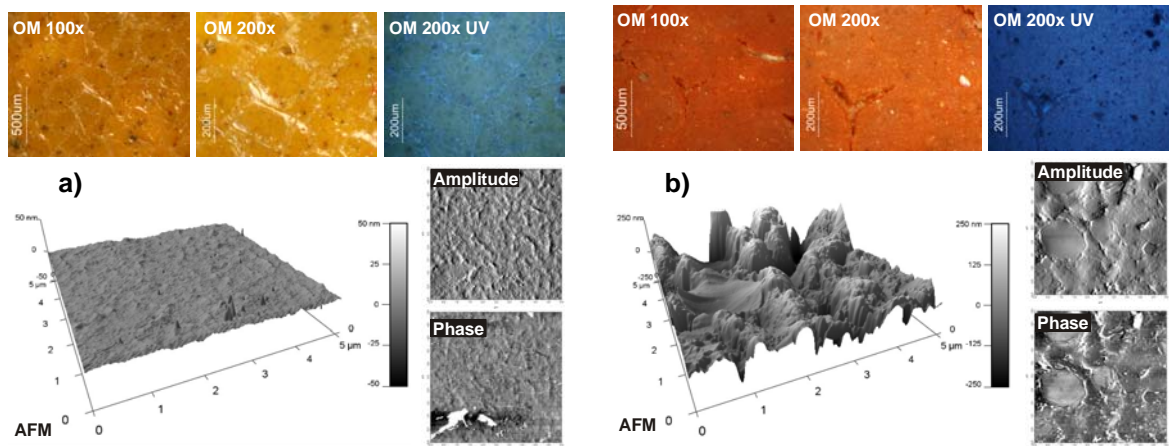 OM 100x
500um
OM 200x
200um
OM 200x UV
200um
a)
50 nm
0
-50
5 µm
4
3
2
1
0
0
1
2
3
4
5 µm
0
AFM
50 nm
25
0
-25
-50
Amplitude
Phase
OM 100x
500um
OM 200x
200um
OM 200x UV
200um
b)
250 nm
0
-250
5 µm
4
3
2
1
0
0
1
2
3
4
5 µm
0
AFM
250 nm
125
0
-125
-250
Amplitude
Phase